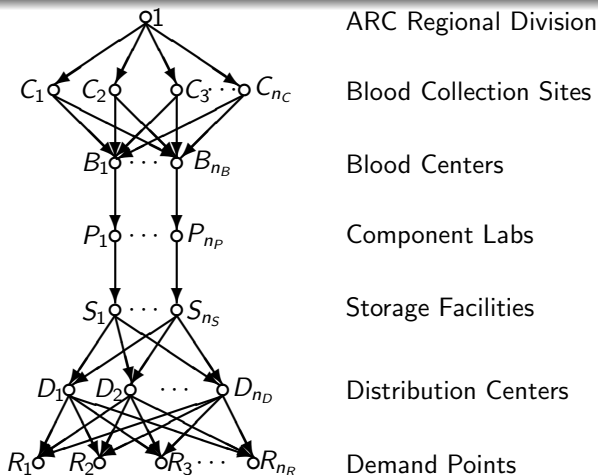 1 ARC Regional Division
C1 C2 C3 ··· CnC Blood Collection Sites
B1 ··· BnB Blood Centers
P1 ··· PnP Component Labs
S1 ··· SnS Storage Facilities
D1 D2 ··· DnD Distribution Centers
R1 R2 R3 ··· RnR Demand Points